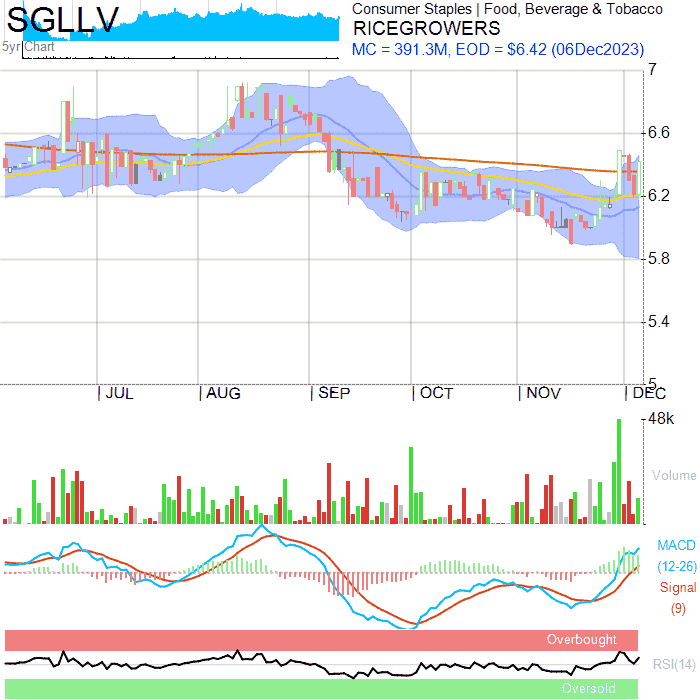 SGLLV
Consumer Staples | Food, Beverage & Tobacco
RICEGROWERS
5yr Chart
MC = 391.3M, EOD = $6.42 (06Dec2023)
7
6.6
6.2
5.8
5.4
5
JUL AUG SEP OCT NOV DEC
48k
Volume
MACD
(12-26)
Signal
(9)
Overbought
RSI(14)
Oversold